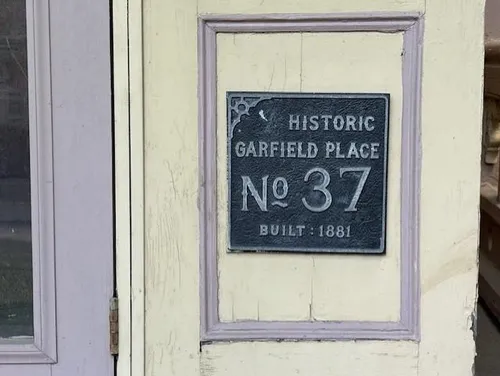 HISTORIC
GARFIELD PLACE
No 37
BUILT : 1881